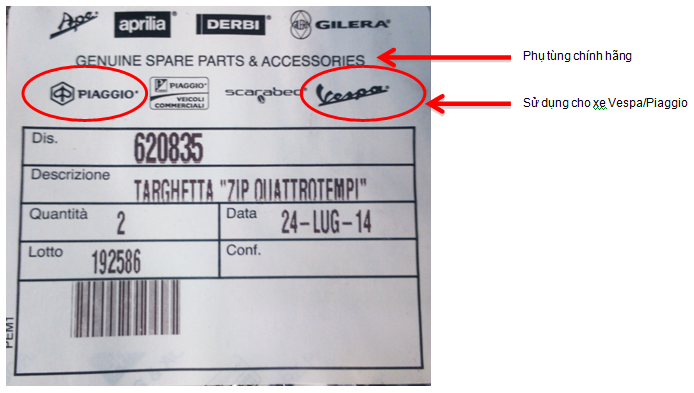 Ape aprilia DERBI GILERA
GENUINE SPARE PARTS & ACCESSORIES
Phụ tùng chính hãng
PIAGGIO PIAGGIO VEICOLI COMMERCIALI scarabeo Vespa
Sử dụng cho xe Vespa/Piaggio
Dis. 620835
Descrizione TARGHETTA "ZIP QUATTROTEMPI"
Quantità 2 Data 24-LUG-14
Lotto 192586 Conf.
PEM1